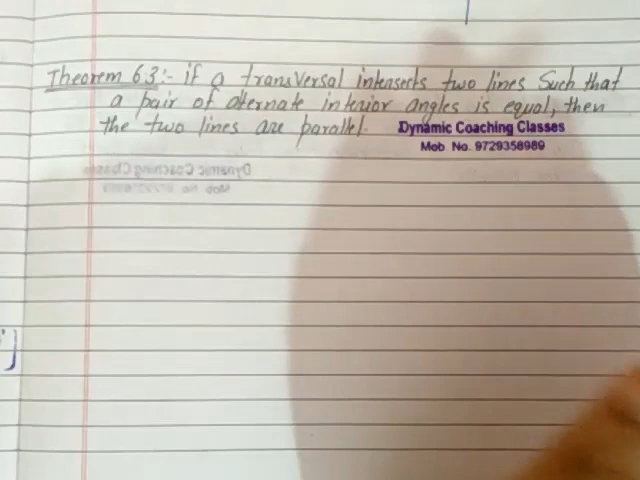 Theorem 6.3:- if a transversal intersects two lines Such that
a pair of alternate interior angles is equal, then
the two lines are parallel.
Dynamic Coaching Classes
Mob No. 9729358989